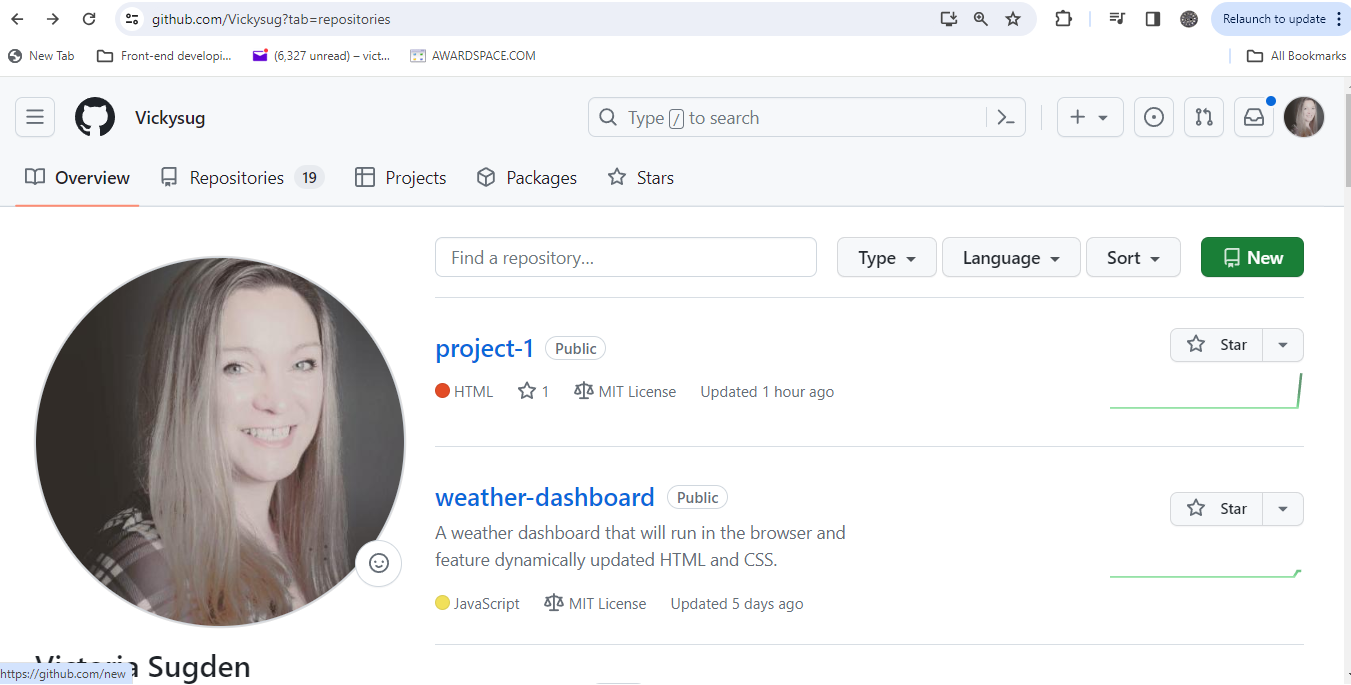 github.com/Vickysug?tab=repositories
Relaunch to update
New Tab
Front-end developi...
(6,327 unread) – vict...
AWARDSPACE.COM
All Bookmarks
Vickysug
Type / to search
Overview
Repositories 19
Projects
Packages
Stars
Find a repository...
Type
Language
Sort
New
project-1 Public
Star
HTML 1 MIT License Updated 1 hour ago
weather-dashboard Public
Star
A weather dashboard that will run in the browser and
feature dynamically updated HTML and CSS.
JavaScript MIT License Updated 5 days ago
Victoria Sugden
https://github.com/new